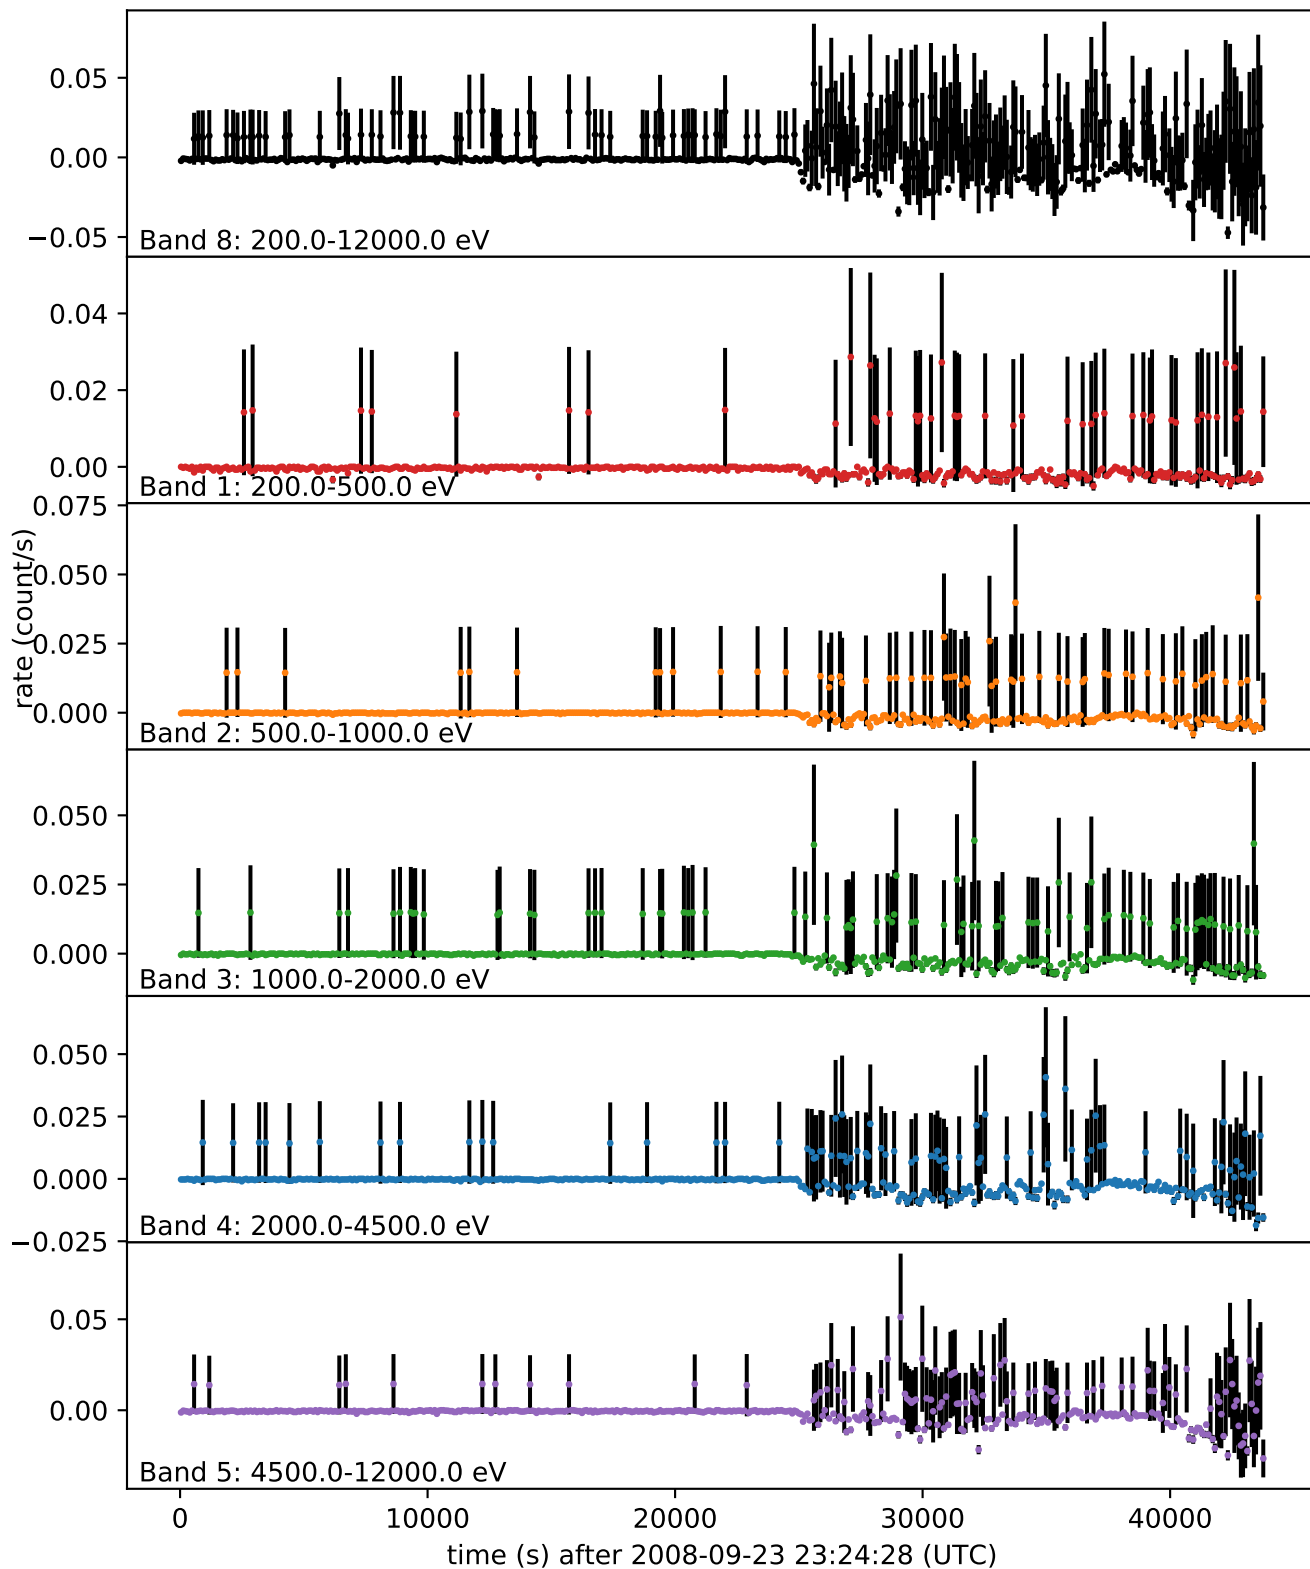 0.05
0.00
−0.05
Band 8: 200.0-12000.0 eV
0.04
0.02
0.00
Band 1: 200.0-500.0 eV
0.075
0.050
0.025
0.000
rate (count/s)
Band 2: 500.0-1000.0 eV
0.050
0.025
0.000
Band 3: 1000.0-2000.0 eV
0.050
0.025
0.000
−0.025
Band 4: 2000.0-4500.0 eV
0.05
0.00
Band 5: 4500.0-12000.0 eV
0 10000 20000 30000 40000
time (s) after 2008-09-23 23:24:28 (UTC)